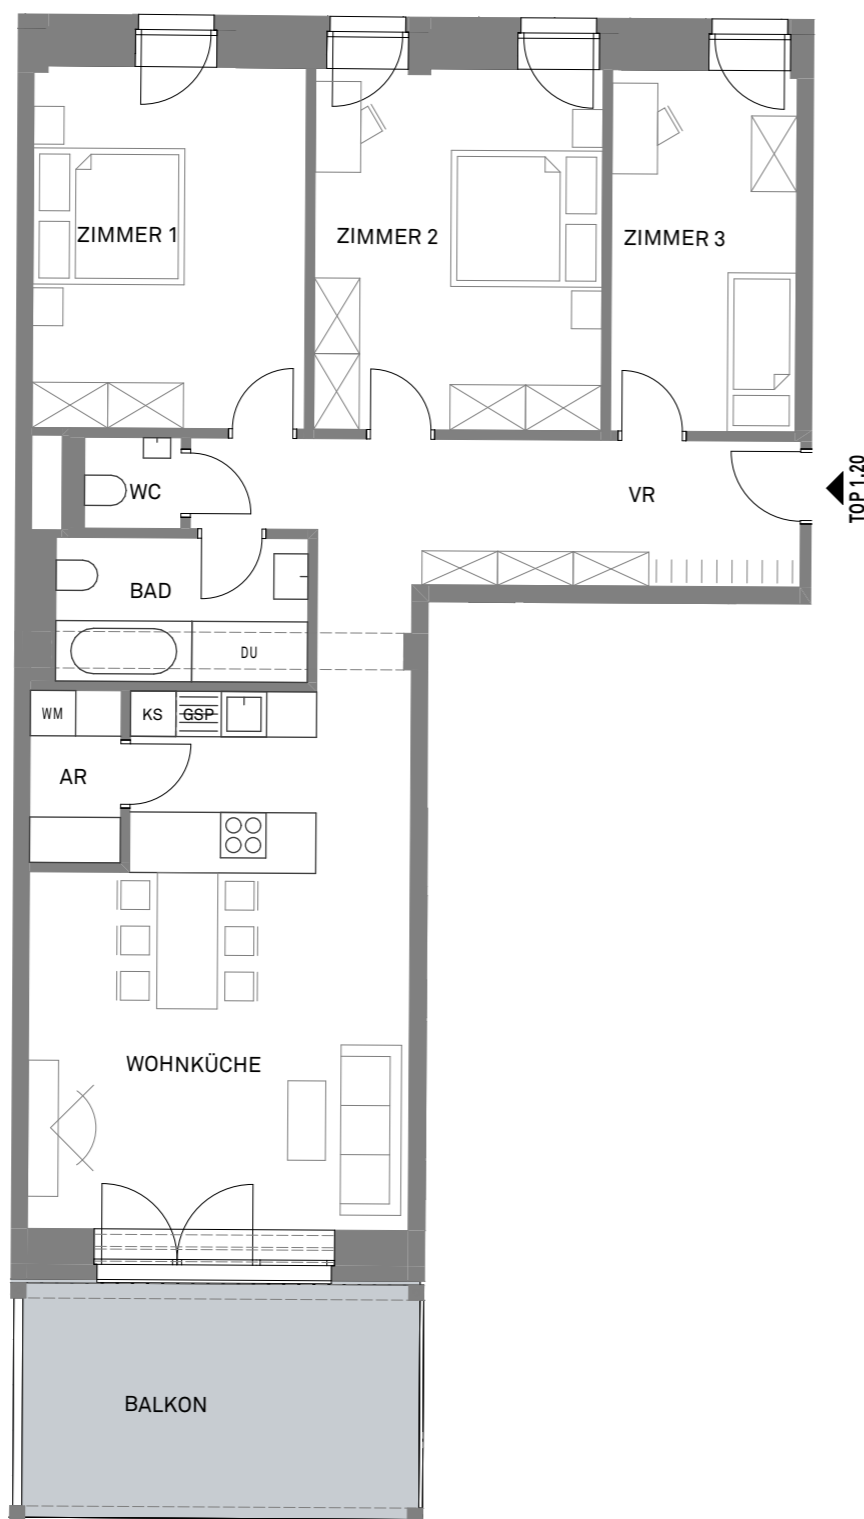 ZIMMER 1
ZIMMER 2
ZIMMER 3
WC
VR
TOP 1.20
BAD
DU
WM
KS
GSP
AR
WOHNKÜCHE
BALKON